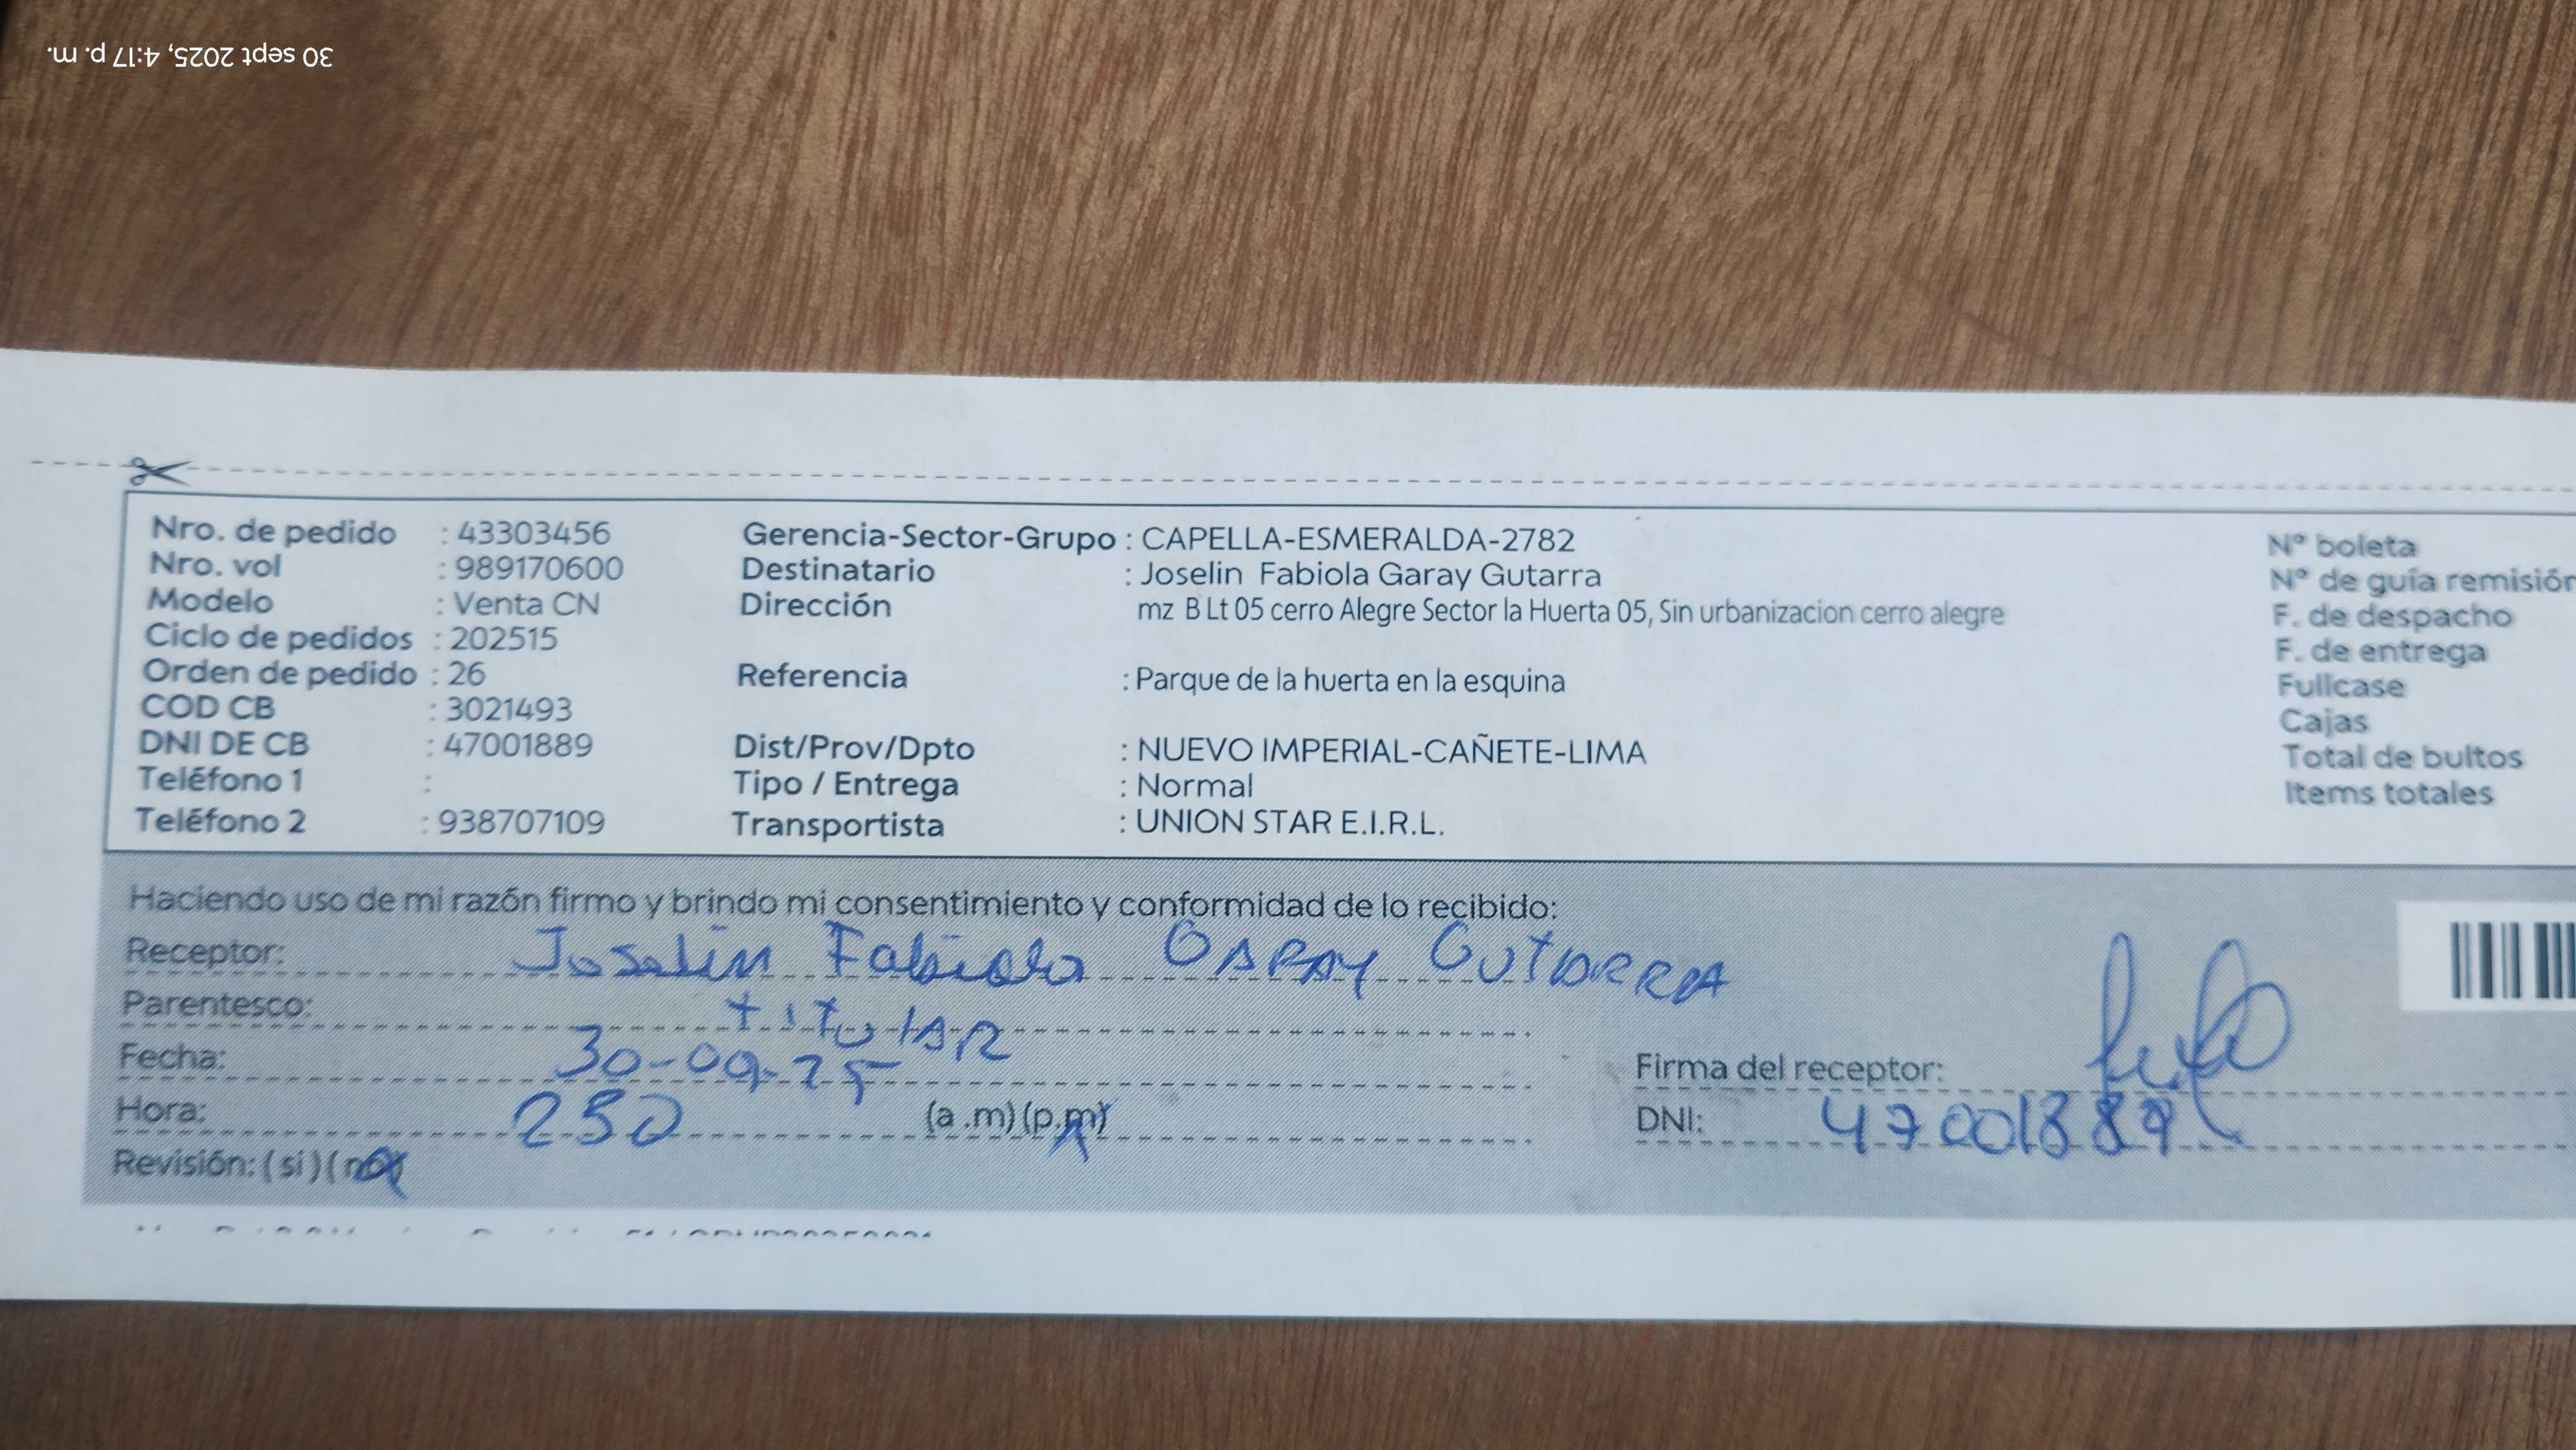 30 sept 2025, 4:17 p. m.
Nro. de pedido : 43303456
Nro. vol : 989170600
Modelo : Venta CN
Ciclo de pedidos : 202515
Orden de pedido : 26
COD CB : 3021493
DNI DE CB : 47001889
Teléfono 1 :
Teléfono 2 : 938707109
Gerencia-Sector-Grupo : CAPELLA-ESMERALDA-2782
Destinatario : Joselin Fabiola Garay Gutarra
Dirección mz B Lt 05 cerro Alegre Sector la Huerta 05, Sin urbanizacion cerro alegre
Referencia : Parque de la huerta en la esquina
Dist/Prov/Dpto : NUEVO IMPERIAL-CAÑETE-LIMA
Tipo / Entrega : Normal
Transportista : UNION STAR E.I.R.L.
N° boleta
N° de guía remisión
F. de despacho
F. de entrega
Fullcase
Cajas
Total de bultos
Items totales
Haciendo uso de mi razón firmo y brindo mi consentimiento y conformidad de lo recibido:
Receptor: Joselin Fabiola GARAY GUTARRA
Parentesco: TITULAR
Fecha: 30-09-25
Hora: 250 (a .m) (p.m)
Revisión: ( si ) ( no )
Firma del receptor:
DNI: 47001889